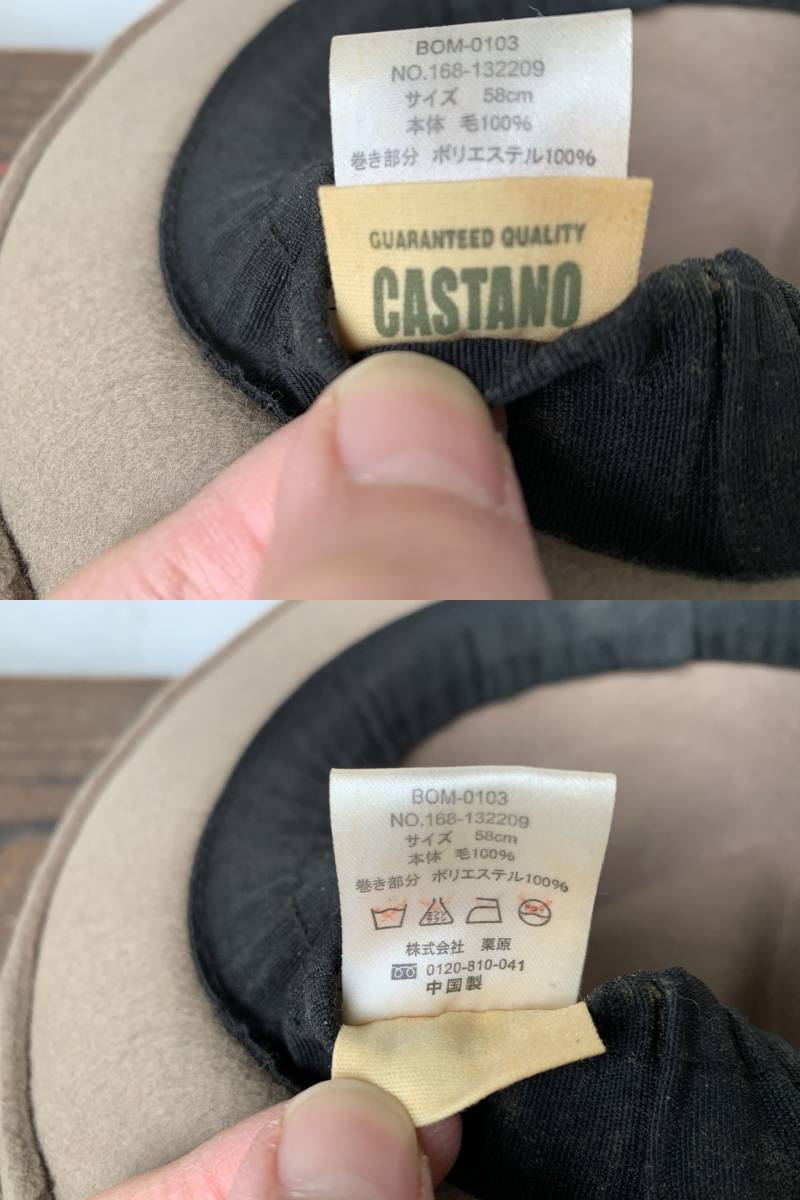 BOM-0103
NO.168-132209
サイズ 58cm
本体 毛100%
巻き部分 ポリエステル100%
GUARANTEED QUALITY
CASTANO
BOM-0103
NO.168-132209
サイズ 58cm
本体 毛100%
巻き部分 ポリエステル100%
株式会社 栗原
0120-810-041
中国製